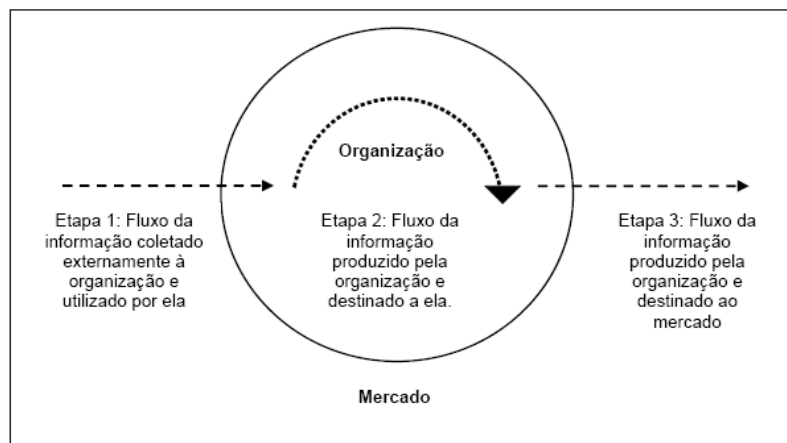 Organização
Etapa 1: Fluxo da
informação coletado
externamente à
organização e
utilizado por ela
Etapa 2: Fluxo da
informação
produzido pela
organização e
destinado a ela.
Etapa 3: Fluxo da
informação
produzido pela
organização e
destinado ao
mercado
Mercado